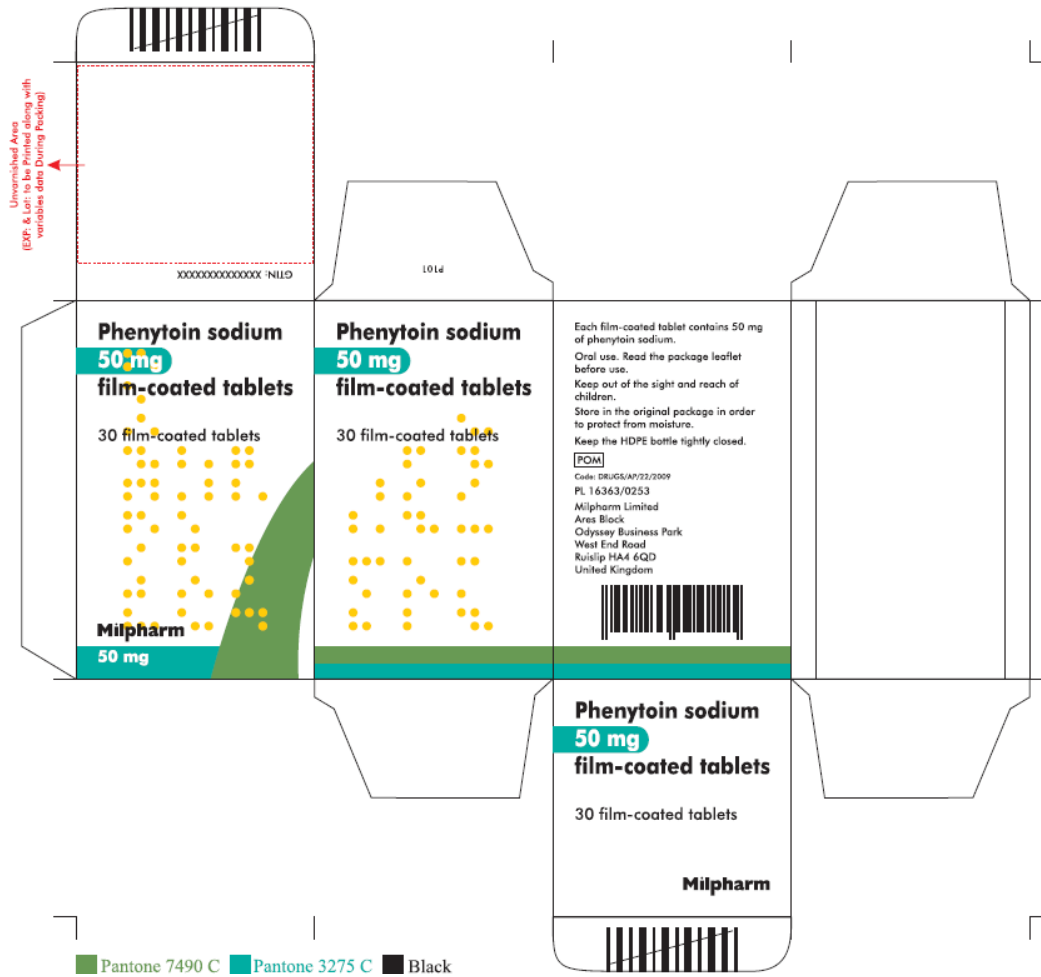 Unvarnished Area
(EXP: & Lot: to be Printed along with
variables data During Packing)
GTIN: XXXXXXXXXXXXXX
P101
Phenytoin sodium
50 mg
film-coated tablets
30 film-coated tablets
Milpharm
50 mg
Phenytoin sodium
50 mg
film-coated tablets
30 film-coated tablets
Each film-coated tablet contains 50 mg
of phenytoin sodium.
Oral use. Read the package leaflet
before use.
Keep out of the sight and reach of
children.
Store in the original package in order
to protect from moisture.
Keep the HDPE bottle tightly closed.
POM
Code: DRUGS/AP/22/2009
PL 16363/0253
Milpharm Limited
Ares Block
Odyssey Business Park
West End Road
Ruislip HA4 6QD
United Kingdom
Phenytoin sodium
50 mg
film-coated tablets
30 film-coated tablets
Milpharm
Pantone 7490 C
Pantone 3275 C
Black